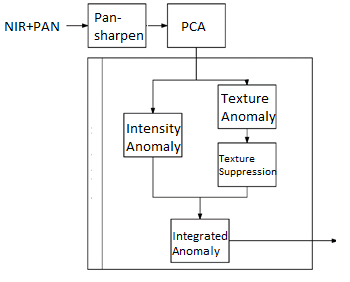 NIR+PAN
Pan-
sharpen
PCA
Texture
Anomaly
Intensity
Anomaly
Texture
Suppression
Integrated
Anomaly